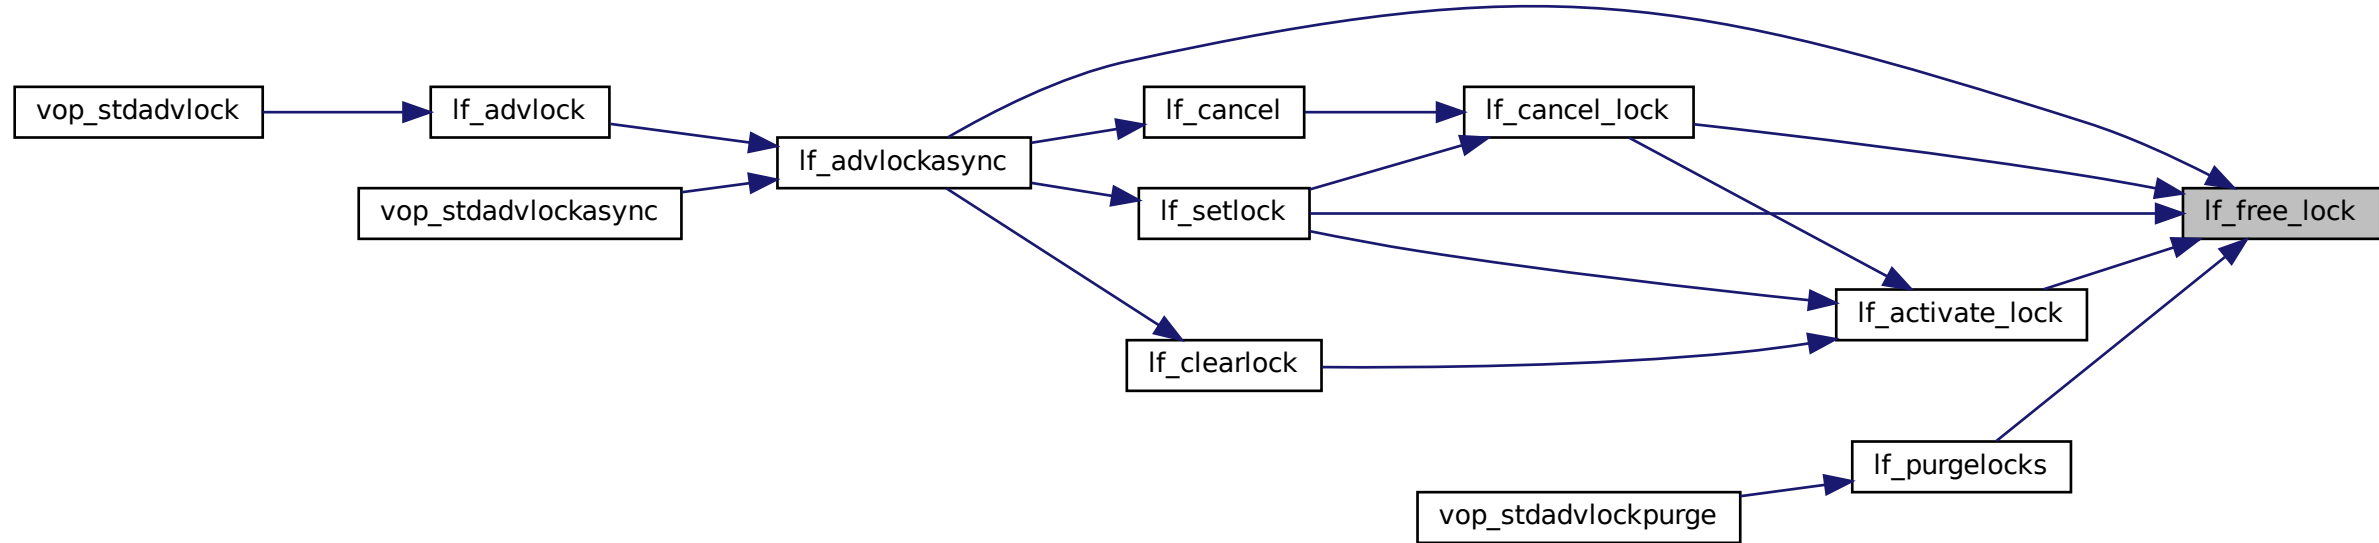 vop_stdadvlock
lf_advlock
lf_cancel
lf_cancel_lock
lf_advlockasync
vop_stdadvlockasync
lf_setlock
lf_free_lock
lf_activate_lock
lf_clearlock
lf_purgelocks
vop_stdadvlockpurge